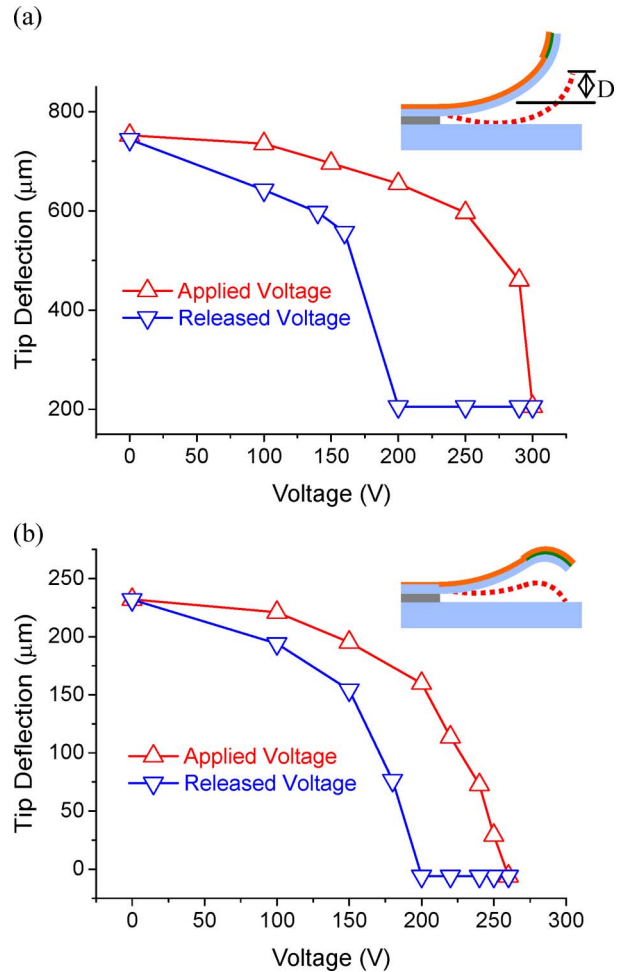 (a)
D
800
600
400
200
Tip Deflection (μm)
Applied Voltage
Released Voltage
0 50 100 150 200 250 300
Voltage (V)
(b)
250
200
150
100
50
0
Tip Deflection (μm)
Applied Voltage
Released Voltage
0 50 100 150 200 250 300
Voltage (V)